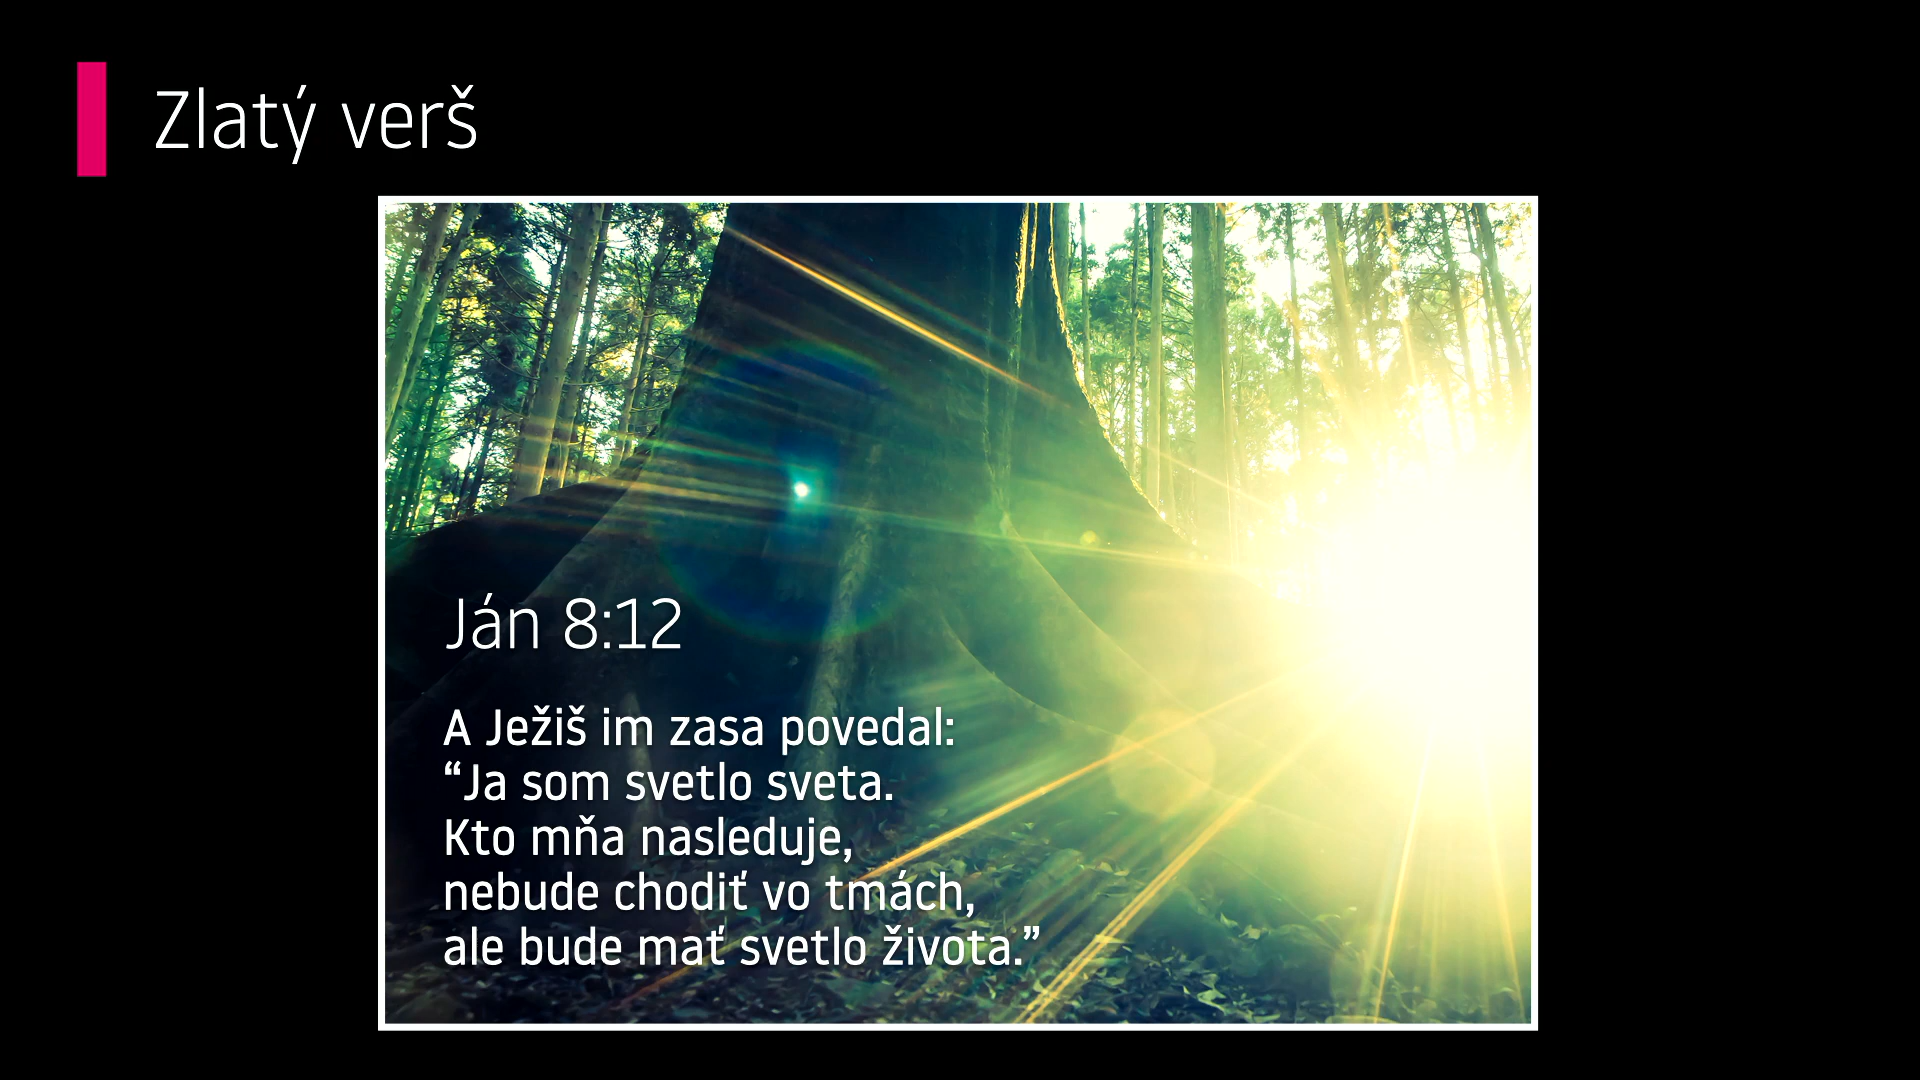 Zlatý verš
Ján 8:12
A Ježiš im zasa povedal:
“Ja som svetlo sveta.
Kto mňa nasleduje,
nebude chodiť vo tmách,
ale bude mať svetlo života.”